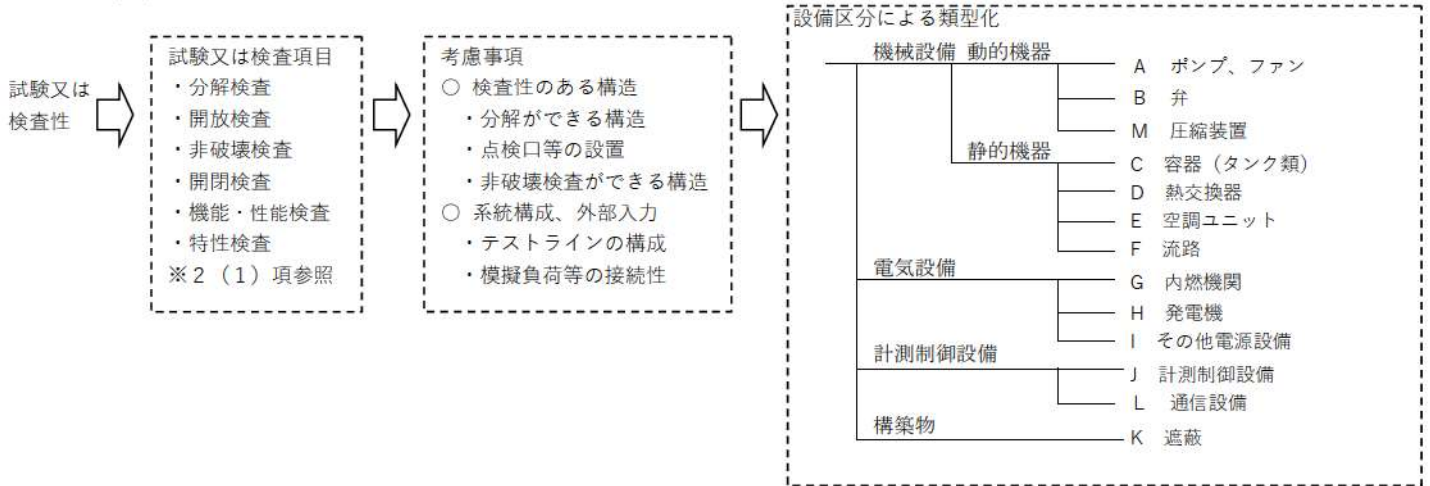 試験又は
検査性
試験又は検査項目
・分解検査
・開放検査
・非破壊検査
・開閉検査
・機能・性能検査
・特性検査
※2（1）項参照
考慮事項
○ 検査性のある構造
・分解ができる構造
・点検口等の設置
・非破壊検査ができる構造
○ 系統構成、外部入力
・テストラインの構成
・模擬負荷等の接続性
設備区分による類型化
機械設備 動的機器
A ポンプ、ファン
B 弁
M 圧縮装置
静的機器
C 容器（タンク類）
D 熱交換器
E 空調ユニット
F 流路
電気設備
G 内燃機関
H 発電機
I その他電源設備
計測制御設備
J 計測制御設備
L 通信設備
構築物
K 遮蔽